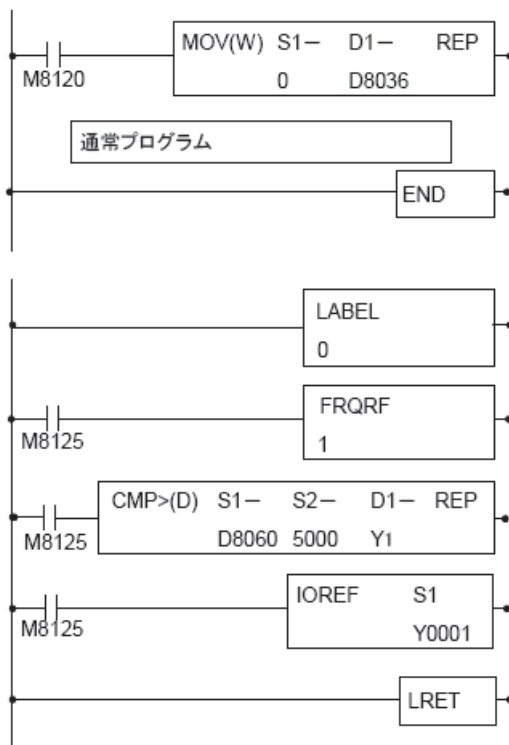 MOV(W) S1− D1− REP
M8120 0 D8036
通常プログラム
END
LABEL
0
FRQRF
M8125 1
CMP>(D) S1− S2− D1− REP
M8125 D8060 5000 Y1
IOREF S1
M8125 Y0001
LRET